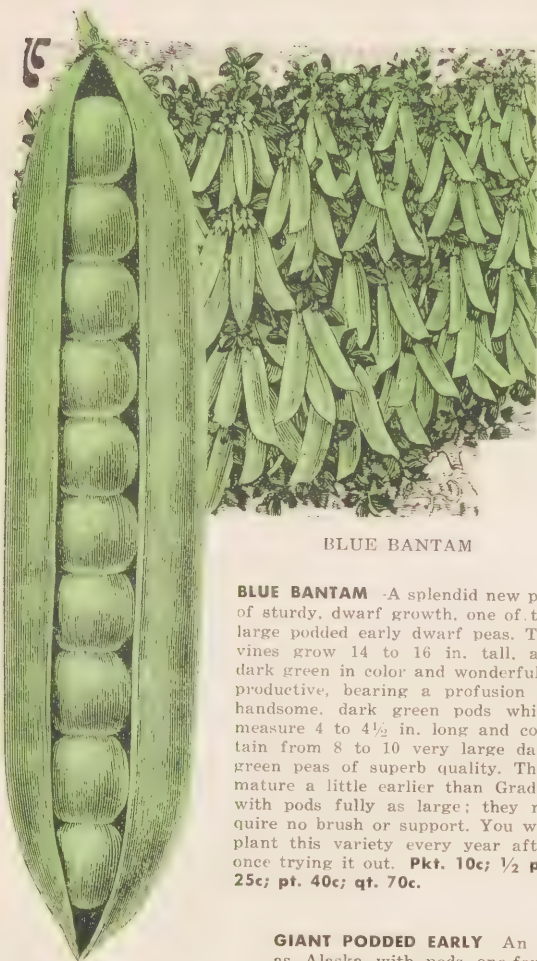 BLUE BANTAM
BLUE BANTAM A splendid new p
of sturdy, dwarf growth, one of t
large podded early dwarf peas. T
vines grow 14 to 16 in. tall, a
dark green in color and wonderful
productive, bearing a profusion
handsome, dark green pods whi
measure 4 to 4½ in. long and co
tain from 8 to 10 very large da
green peas of superb quality. Th
mature a little earlier than Grad
with pods fully as large; they r
quire no brush or support. You w
plant this variety every year aft
once trying it out. Pkt. 10c; ½ p
25c; pt. 40c; qt. 70c.
GIANT PODDED EARLY An
as Alaska with pods one-fou